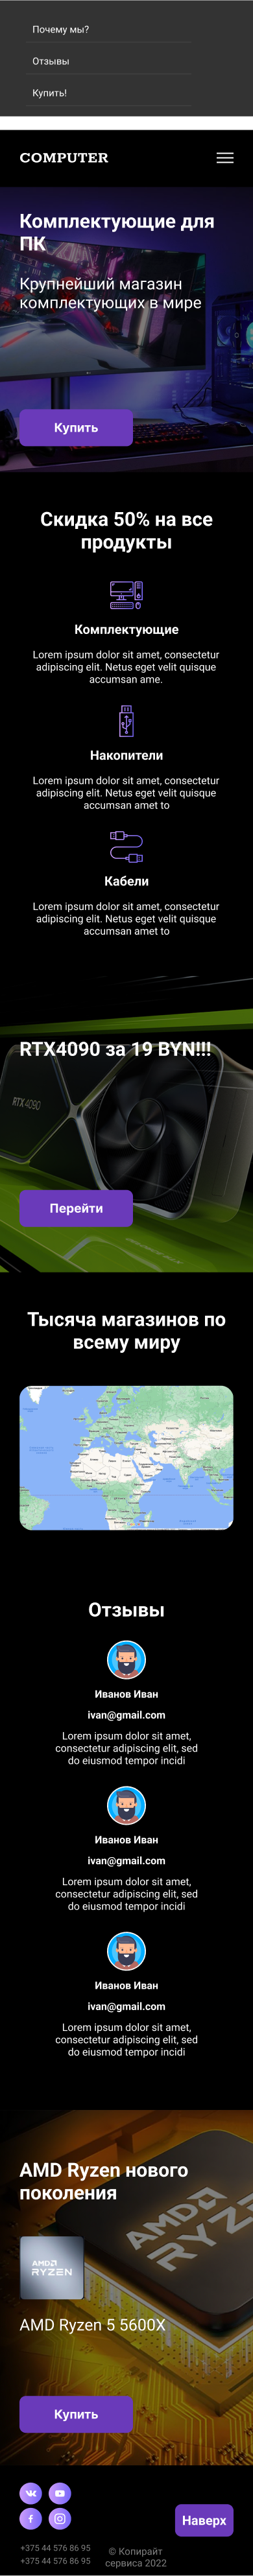 Почему мы?
Отзывы
Купить!
COMPUTER
Комплектующие для
ПК
Крупнейший магазин
комплектующих в мире
Купить
Скидка 50% на все
продукты
Комплектующие
Lorem ipsum dolor sit amet, consectetur
adipiscing elit. Netus eget velit quisque
accumsan ame.
Накопители
Lorem ipsum dolor sit amet, consectetur
adipiscing elit. Netus eget velit quisque
accumsan amet to
Кабели
Lorem ipsum dolor sit amet, consectetur
adipiscing elit. Netus eget velit quisque
accumsan amet to
RTX4090 за 19 BYN!!!
RTX 4090
Перейти
Тысяча магазинов по
всему миру
Отзывы
Иванов Иван
ivan@gmail.com
Lorem ipsum dolor sit amet,
consectetur adipiscing elit, sed
do eiusmod tempor incidi
Иванов Иван
ivan@gmail.com
Lorem ipsum dolor sit amet,
consectetur adipiscing elit, sed
do eiusmod tempor incidi
Иванов Иван
ivan@gmail.com
Lorem ipsum dolor sit amet,
consectetur adipiscing elit, sed
do eiusmod tempor incidi
AMD Ryzen нового
поколения
AMD
RYZEN
AMD
RYZEN
AMD Ryzen 5 5600X
Купить
Наверх
+375 44 576 86 95
+375 44 576 86 95
© Копирайт
сервиса 2022